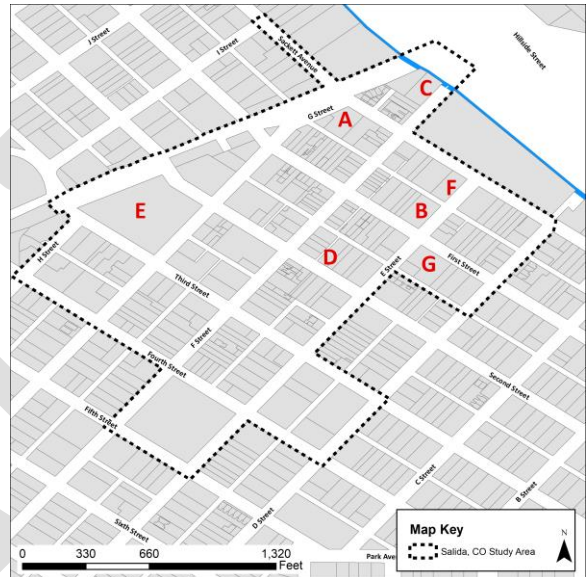 J Street
I Street
Sackett Avenue
Hillside Street
C
G Street
A
F
B
E
H Street
D
E Street
G
First Street
Third Street
F Street
Fourth Street
Second Street
Fifth Street
C Street
B Street
Sixth Street
D Street
Map Key
Salida, CO Study Area
N
0 330 660 1,320
Feet
Park Ave